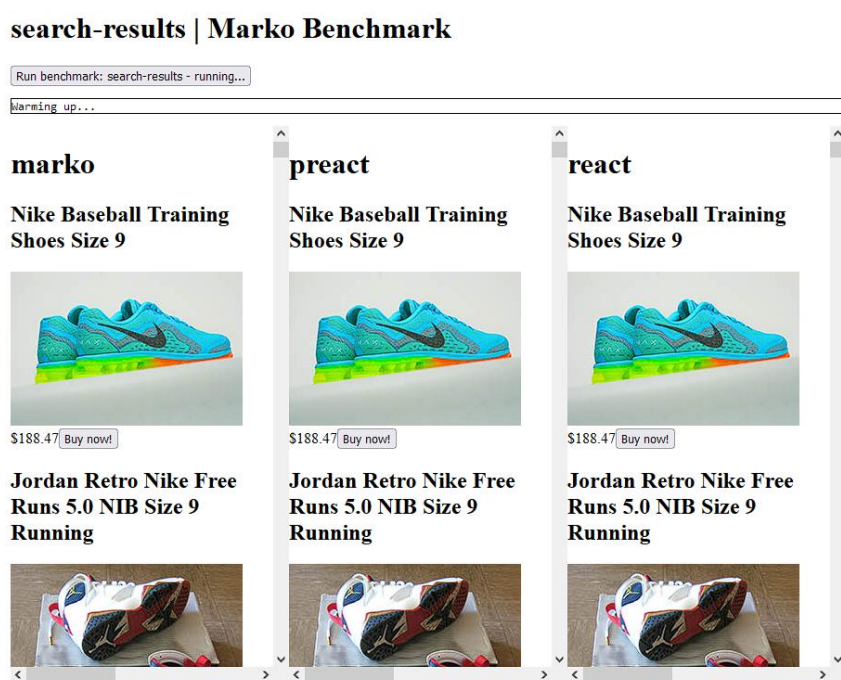 search-results | Marko Benchmark
Run benchmark: search-results - running...
Warming up...
marko
Nike Baseball Training
Shoes Size 9
$188.47 Buy now!
Jordan Retro Nike Free
Runs 5.0 NIB Size 9
Running
preact
Nike Baseball Training
Shoes Size 9
$188.47 Buy now!
Jordan Retro Nike Free
Runs 5.0 NIB Size 9
Running
react
Nike Baseball Training
Shoes Size 9
$188.47 Buy now!
Jordan Retro Nike Free
Runs 5.0 NIB Size 9
Running